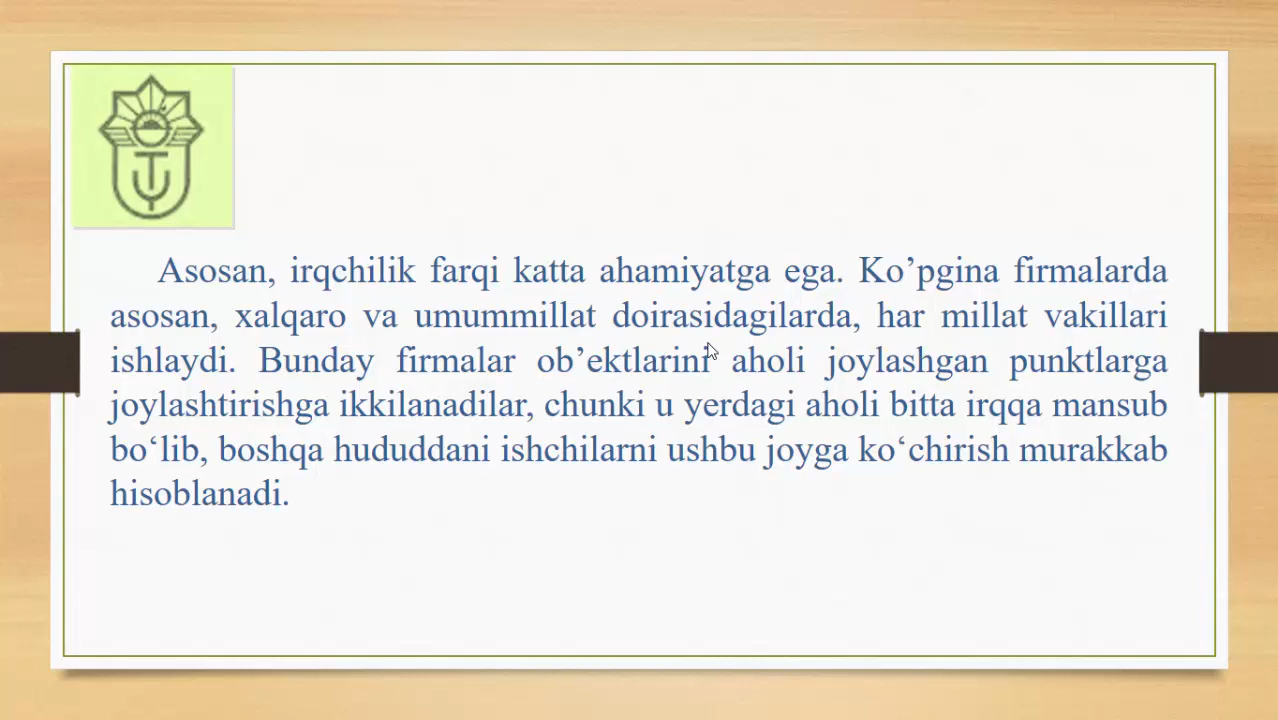 Asosan, irqchilik farqi katta ahamiyatga ega. Ko’pgina firmalarda
asosan, xalqaro va umummillat doirasidagilarda, har millat vakillari
ishlaydi. Bunday firmalar ob’ektlarini aholi joylashgan punktlarga
joylashtirishga ikkilanadilar, chunki u yerdagi aholi bitta irqqa mansub
bo‘lib, boshqa hududdani ishchilarni ushbu joyga ko‘chirish murakkab
hisoblanadi.